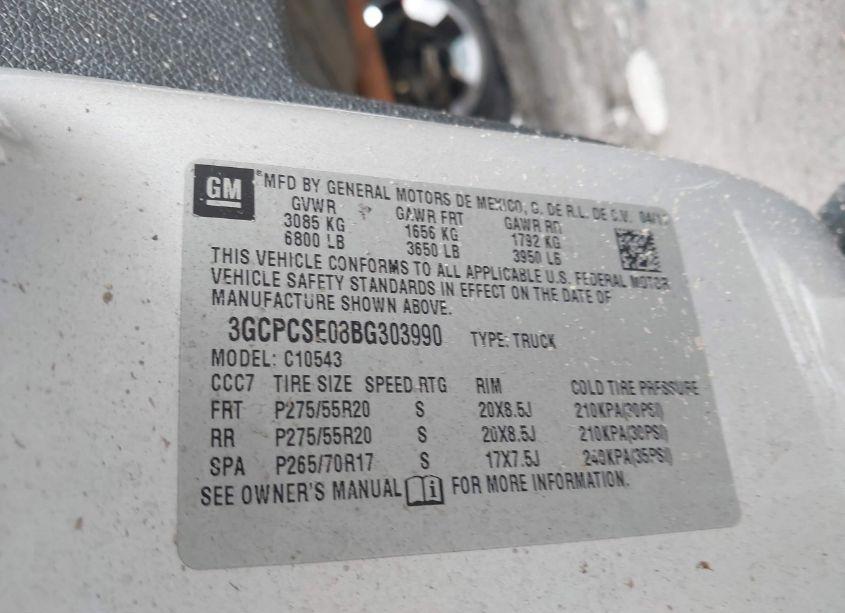 GM
MFD BY GENERAL MOTORS DE MEXICO, G. DE R.L. DE C.V.
GVWR GAWR FRT GAWR RR
3085 KG 1656 KG 1792 KG
6800 LB 3650 LB 3950 LB
THIS VEHICLE CONFORMS TO ALL APPLICABLE U.S. FEDERAL MOTOR
VEHICLE SAFETY STANDARDS IN EFFECT ON THE DATE OF
MANUFACTURE SHOWN ABOVE.
3GCPCSE03BG303990 TYPE: TRUCK
MODEL: C10543
CCC7 TIRE SIZE SPEED RTG RIM COLD TIRE PRESSURE
FRT P275/55R20 S 20X8.5J 210KPA(30PSI)
RR P275/55R20 S 20X8.5J 210KPA(30PSI)
SPA P265/70R17 S 17X7.5J 240KPA(35PSI)
SEE OWNER'S MANUAL FOR MORE INFORMATION.